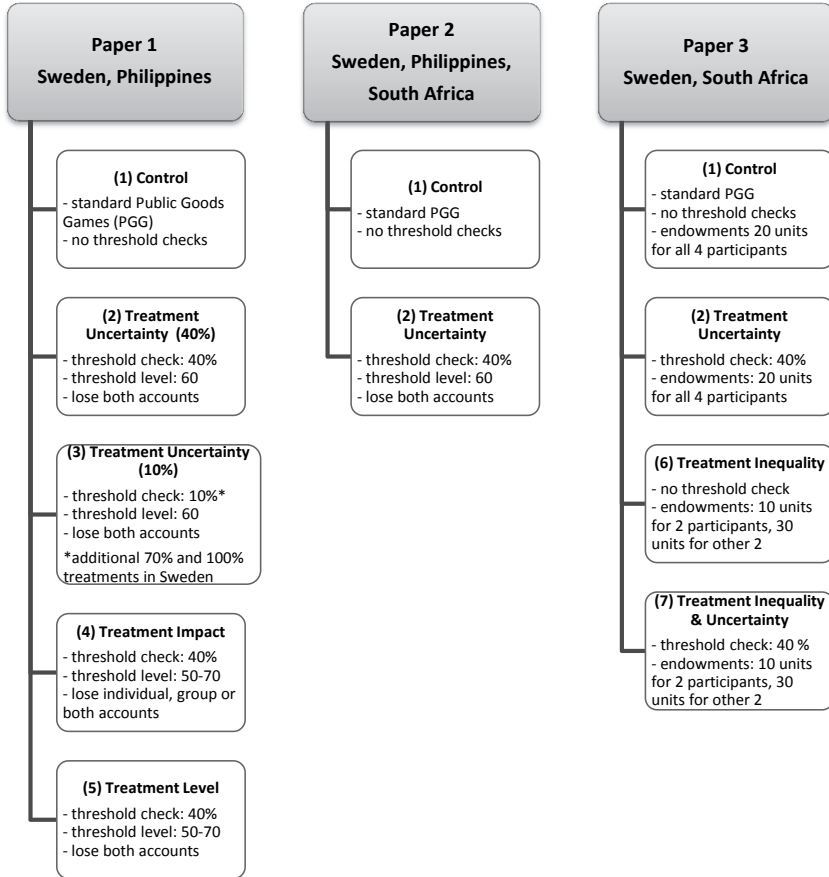 Paper 1
Sweden, Philippines
(1) Control
- standard Public Goods
Games (PGG)
- no threshold checks
(2) Treatment
Uncertainty (40%)
- threshold check: 40%
- threshold level: 60
- lose both accounts
(3) Treatment Uncertainty
(10%)
- threshold check: 10%*
- threshold level: 60
- lose both accounts
*additional 70% and 100%
treatments in Sweden
(4) Treatment Impact
- threshold check: 40%
- threshold level: 50-70
- lose individual, group or
both accounts
(5) Treatment Level
- threshold check: 40%
- threshold level: 50-70
- lose both accounts
Paper 2
Sweden, Philippines,
South Africa
(1) Control
- standard PGG
- no threshold checks
(2) Treatment
Uncertainty
- threshold check: 40%
- threshold level: 60
- lose both accounts
Paper 3
Sweden, South Africa
(1) Control
- standard PGG
- no threshold checks
- endowments 20 units
for all 4 participants
(2) Treatment
Uncertainty
- threshold check: 40%
- endowments: 20 units
for all 4 participants
(6) Treatment Inequality
- no threshold check
- endowments: 10 units
for 2 participants, 30
units for other 2
(7) Treatment Inequality
& Uncertainty
- threshold check: 40 %
- endowments: 10 units
for 2 participants, 30
units for other 2